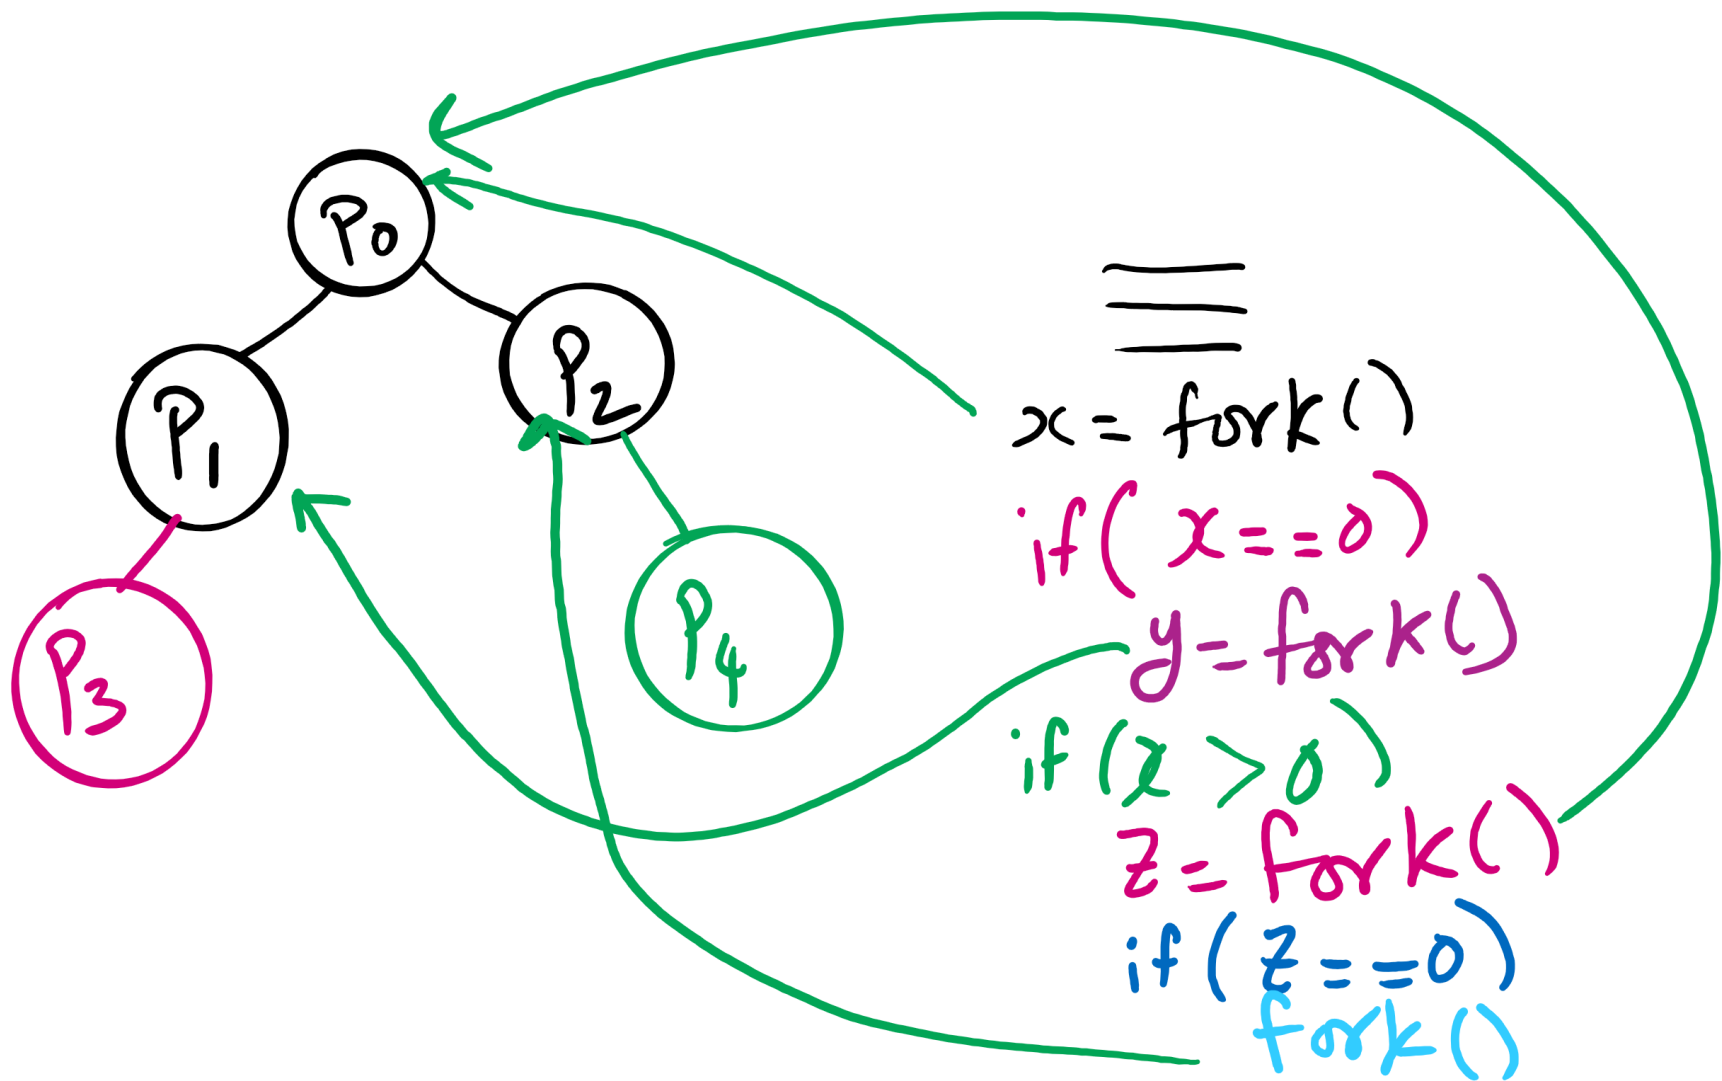 P0
P1
P2
P3
P4
x = fork()
if( x == 0)
y = fork()
if (x > 0)
z = fork()
if( z == 0)
fork()